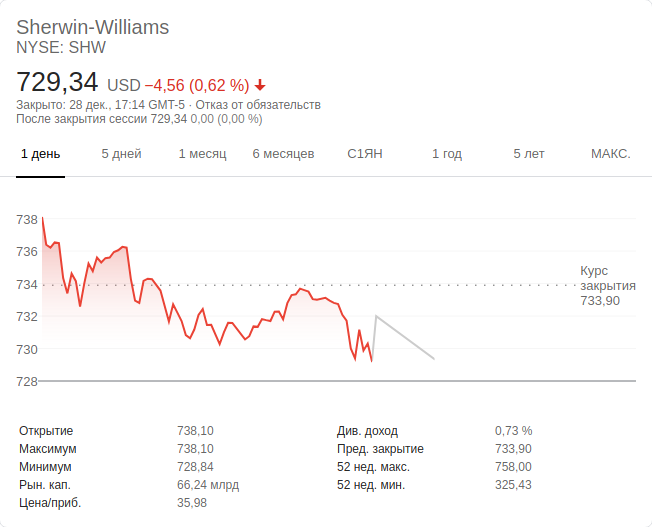 Sherwin-Williams
NYSE: SHW
729,34 USD −4,56 (0,62 %)
Закрыто: 28 дек., 17:14 GMT-5 · Отказ от обязательств
После закрытия сессии 729,34 0,00 (0,00 %)
1 день 5 дней 1 месяц 6 месяцев С1ЯН 1 год 5 лет МАКС.
738
736
734
732
730
728
Курс
закрытия
733,90
Открытие 738,10 Див. доход 0,73 %
Максимум 738,10 Пред. закрытие 733,90
Минимум 728,84 52 нед. макс. 758,00
Рын. кап. 66,24 млрд 52 нед. мин. 325,43
Цена/приб. 35,98